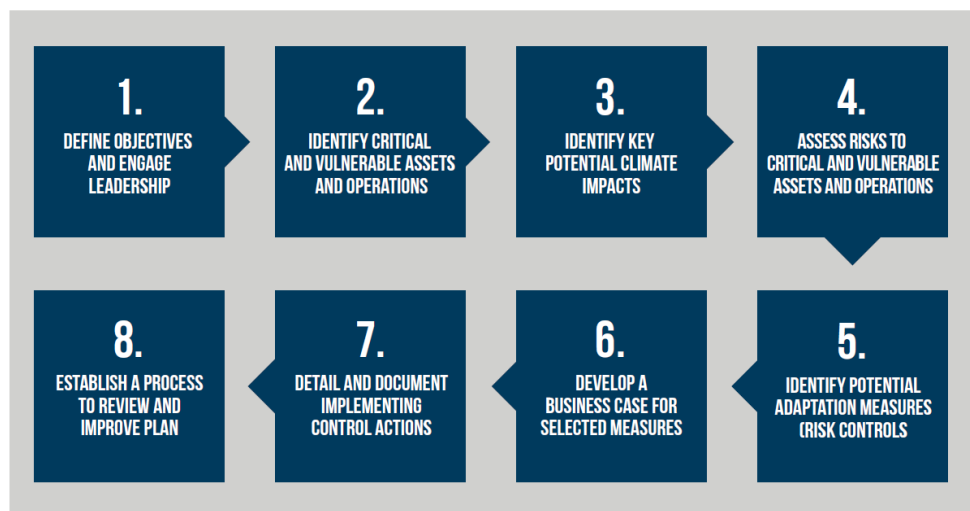 1.
DEFINE OBJECTIVES
AND ENGAGE
LEADERSHIP
2.
IDENTIFY CRITICAL
AND VULNERABLE ASSETS
AND OPERATIONS
3.
IDENTIFY KEY
POTENTIAL CLIMATE
IMPACTS
4.
ASSESS RISKS TO
CRITICAL AND VULNERABLE
ASSETS AND OPERATIONS
5.
IDENTIFY POTENTIAL
ADAPTATION MEASURES
(RISK CONTROLS
6.
DEVELOP A
BUSINESS CASE FOR
SELECTED MEASURES
7.
DETAIL AND DOCUMENT
IMPLEMENTING
CONTROL ACTIONS
8.
ESTABLISH A PROCESS
TO REVIEW AND
IMPROVE PLAN